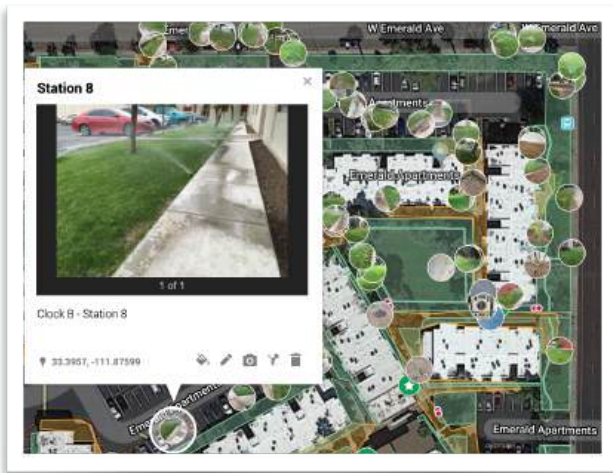 Emer
W Emerald Ave
W Emerald Ave
Station 8
×
1 of 1
Clock B - Station 8
33.3957, -111.87599
Apartments
Emerald Apartments
Emerald Apartments
Emerald Apartments